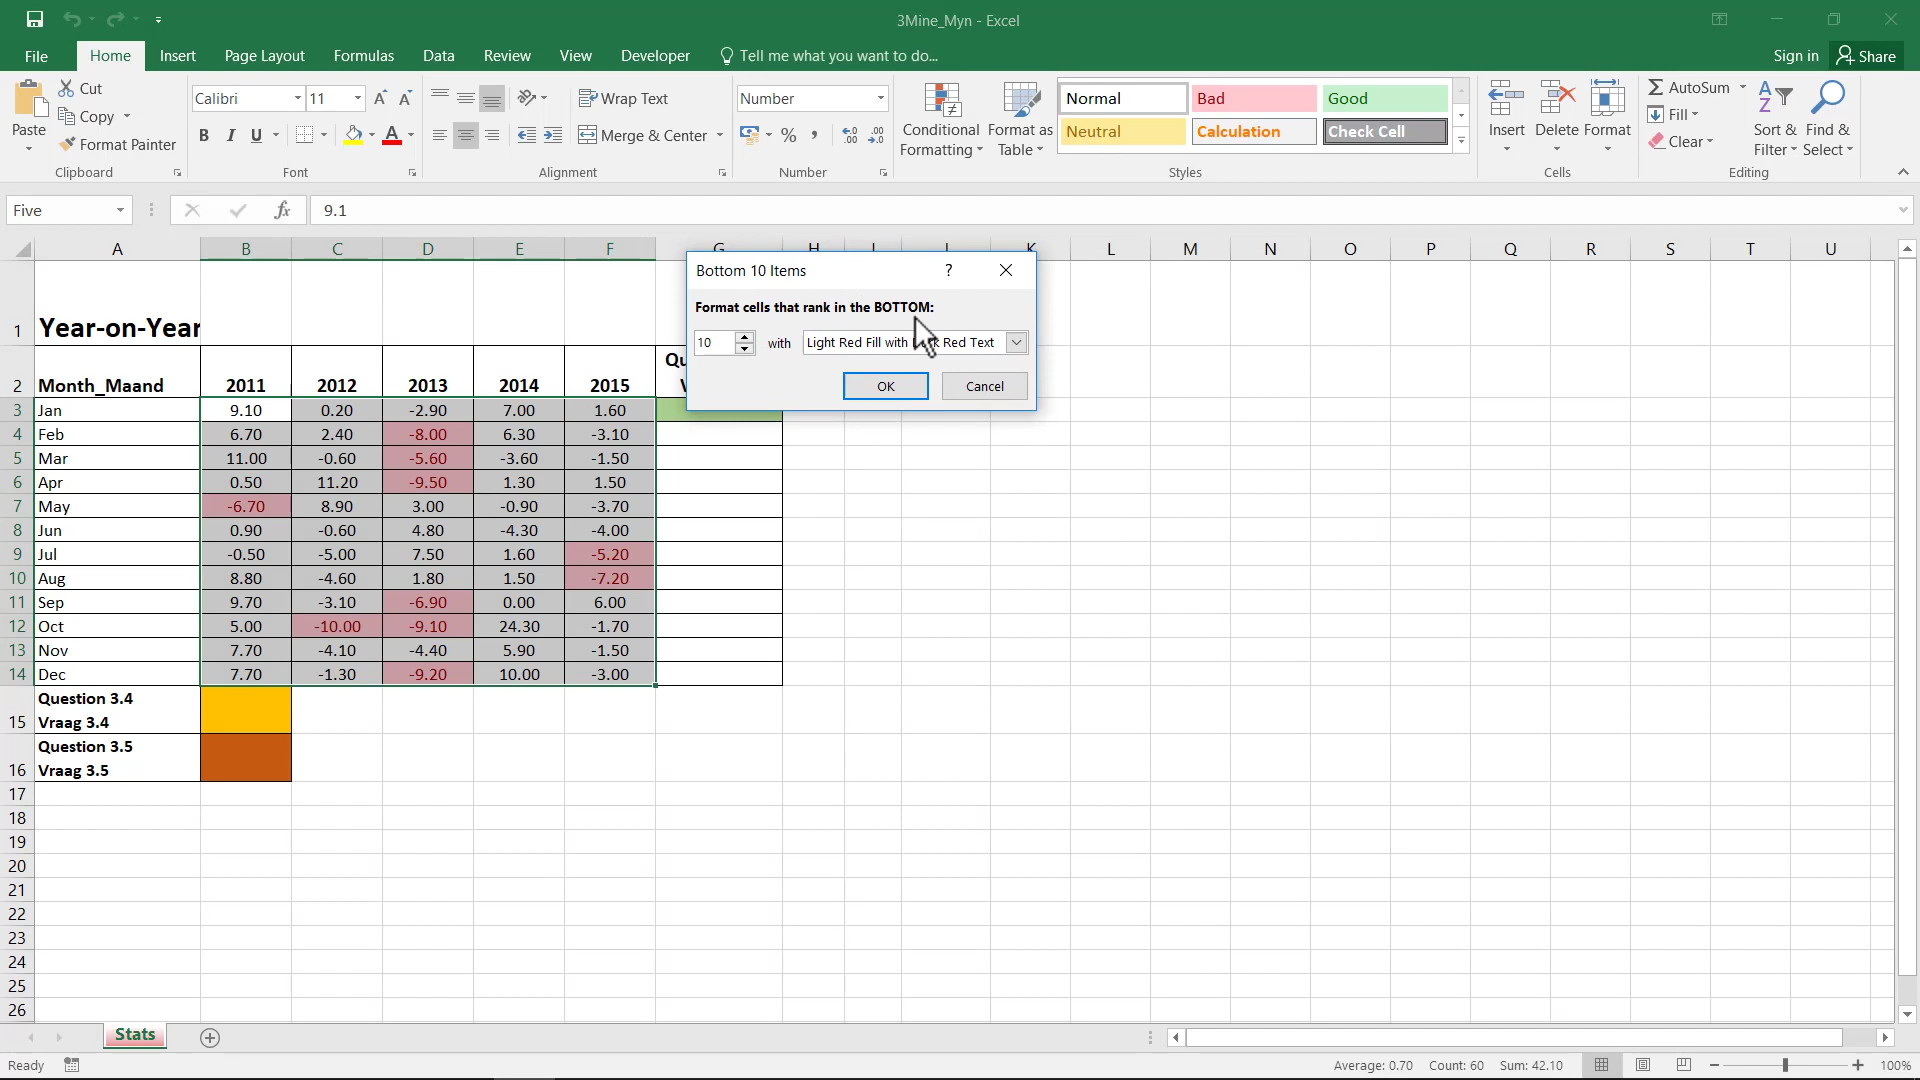 3Mine_Myn - Excel
File Home Insert Page Layout Formulas Data Review View Developer Tell me what you want to do... Sign in Share
Paste Cut Copy Format Painter Clipboard
Calibri 11 B I U A A A Font
Wrap Text Merge & Center Alignment
Number % , Number
Conditional Formatting Format as Table
Normal Bad Good
Neutral Calculation Check Cell
Styles
Insert Delete Format Cells
AutoSum Fill Clear Sort & Filter Find & Select Editing
Five fx 9.1
A B C D E F G H I J K L M N O P Q R S T U
Bottom 10 Items ? 
Format cells that rank in the BOTTOM:
10 with Light Red Fill with Red Text
OK Cancel
1 Year-on-Year
2 Month_Maand 2011 2012 2013 2014 2015
3 Jan 9.10 0.20 -2.90 7.00 1.60
4 Feb 6.70 2.40 -8.00 6.30 -3.10
5 Mar 11.00 -0.60 -5.60 -3.60 -1.50
6 Apr 0.50 11.20 -9.50 1.30 1.50
7 May -6.70 8.90 3.00 -0.90 -3.70
8 Jun 0.90 -0.60 4.80 -4.30 -4.00
9 Jul -0.50 -5.00 7.50 1.60 -5.20
10 Aug 8.80 -4.60 1.80 1.50 -7.20
11 Sep 9.70 -3.10 -6.90 0.00 6.00
12 Oct 5.00 -10.00 -9.10 24.30 -1.70
13 Nov 7.70 -4.10 -4.40 5.90 -1.50
14 Dec 7.70 -1.30 -9.20 10.00 -3.00
Question 3.4
15 Vraag 3.4
Question 3.5
16 Vraag 3.5
17
18
19
20
21
22
23
24
25
26
Stats
Ready Average: 0.70 Count: 60 Sum: 42.10 100%